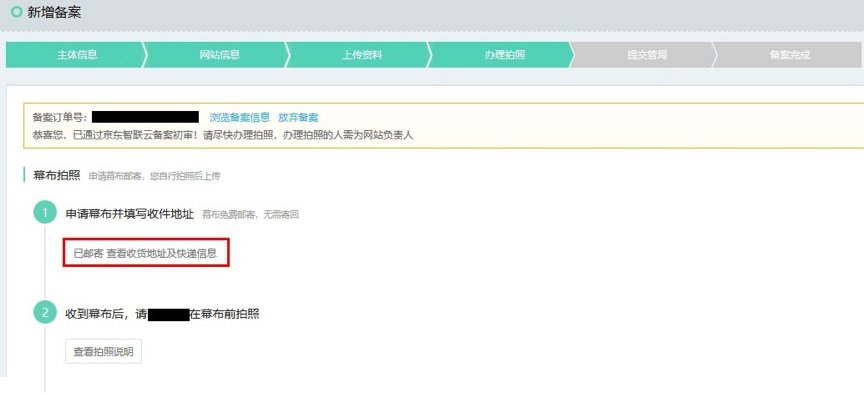 新增备案
主体信息 网站信息 上传资料 办理拍照 提交管局 备案完成
备案订单号： 浏览备案信息 放弃备案
恭喜您，已通过京东智联云备案初审！请尽快办理拍照，办理拍照的人需为网站负责人
幕布拍照 申请幕布邮寄，您自行拍照后上传
1 申请幕布并填写收件地址 幕布免费邮寄，无需寄回
已邮寄 查看收货地址及快递信息
2 收到幕布后，请 在幕布前拍照
查看拍照说明